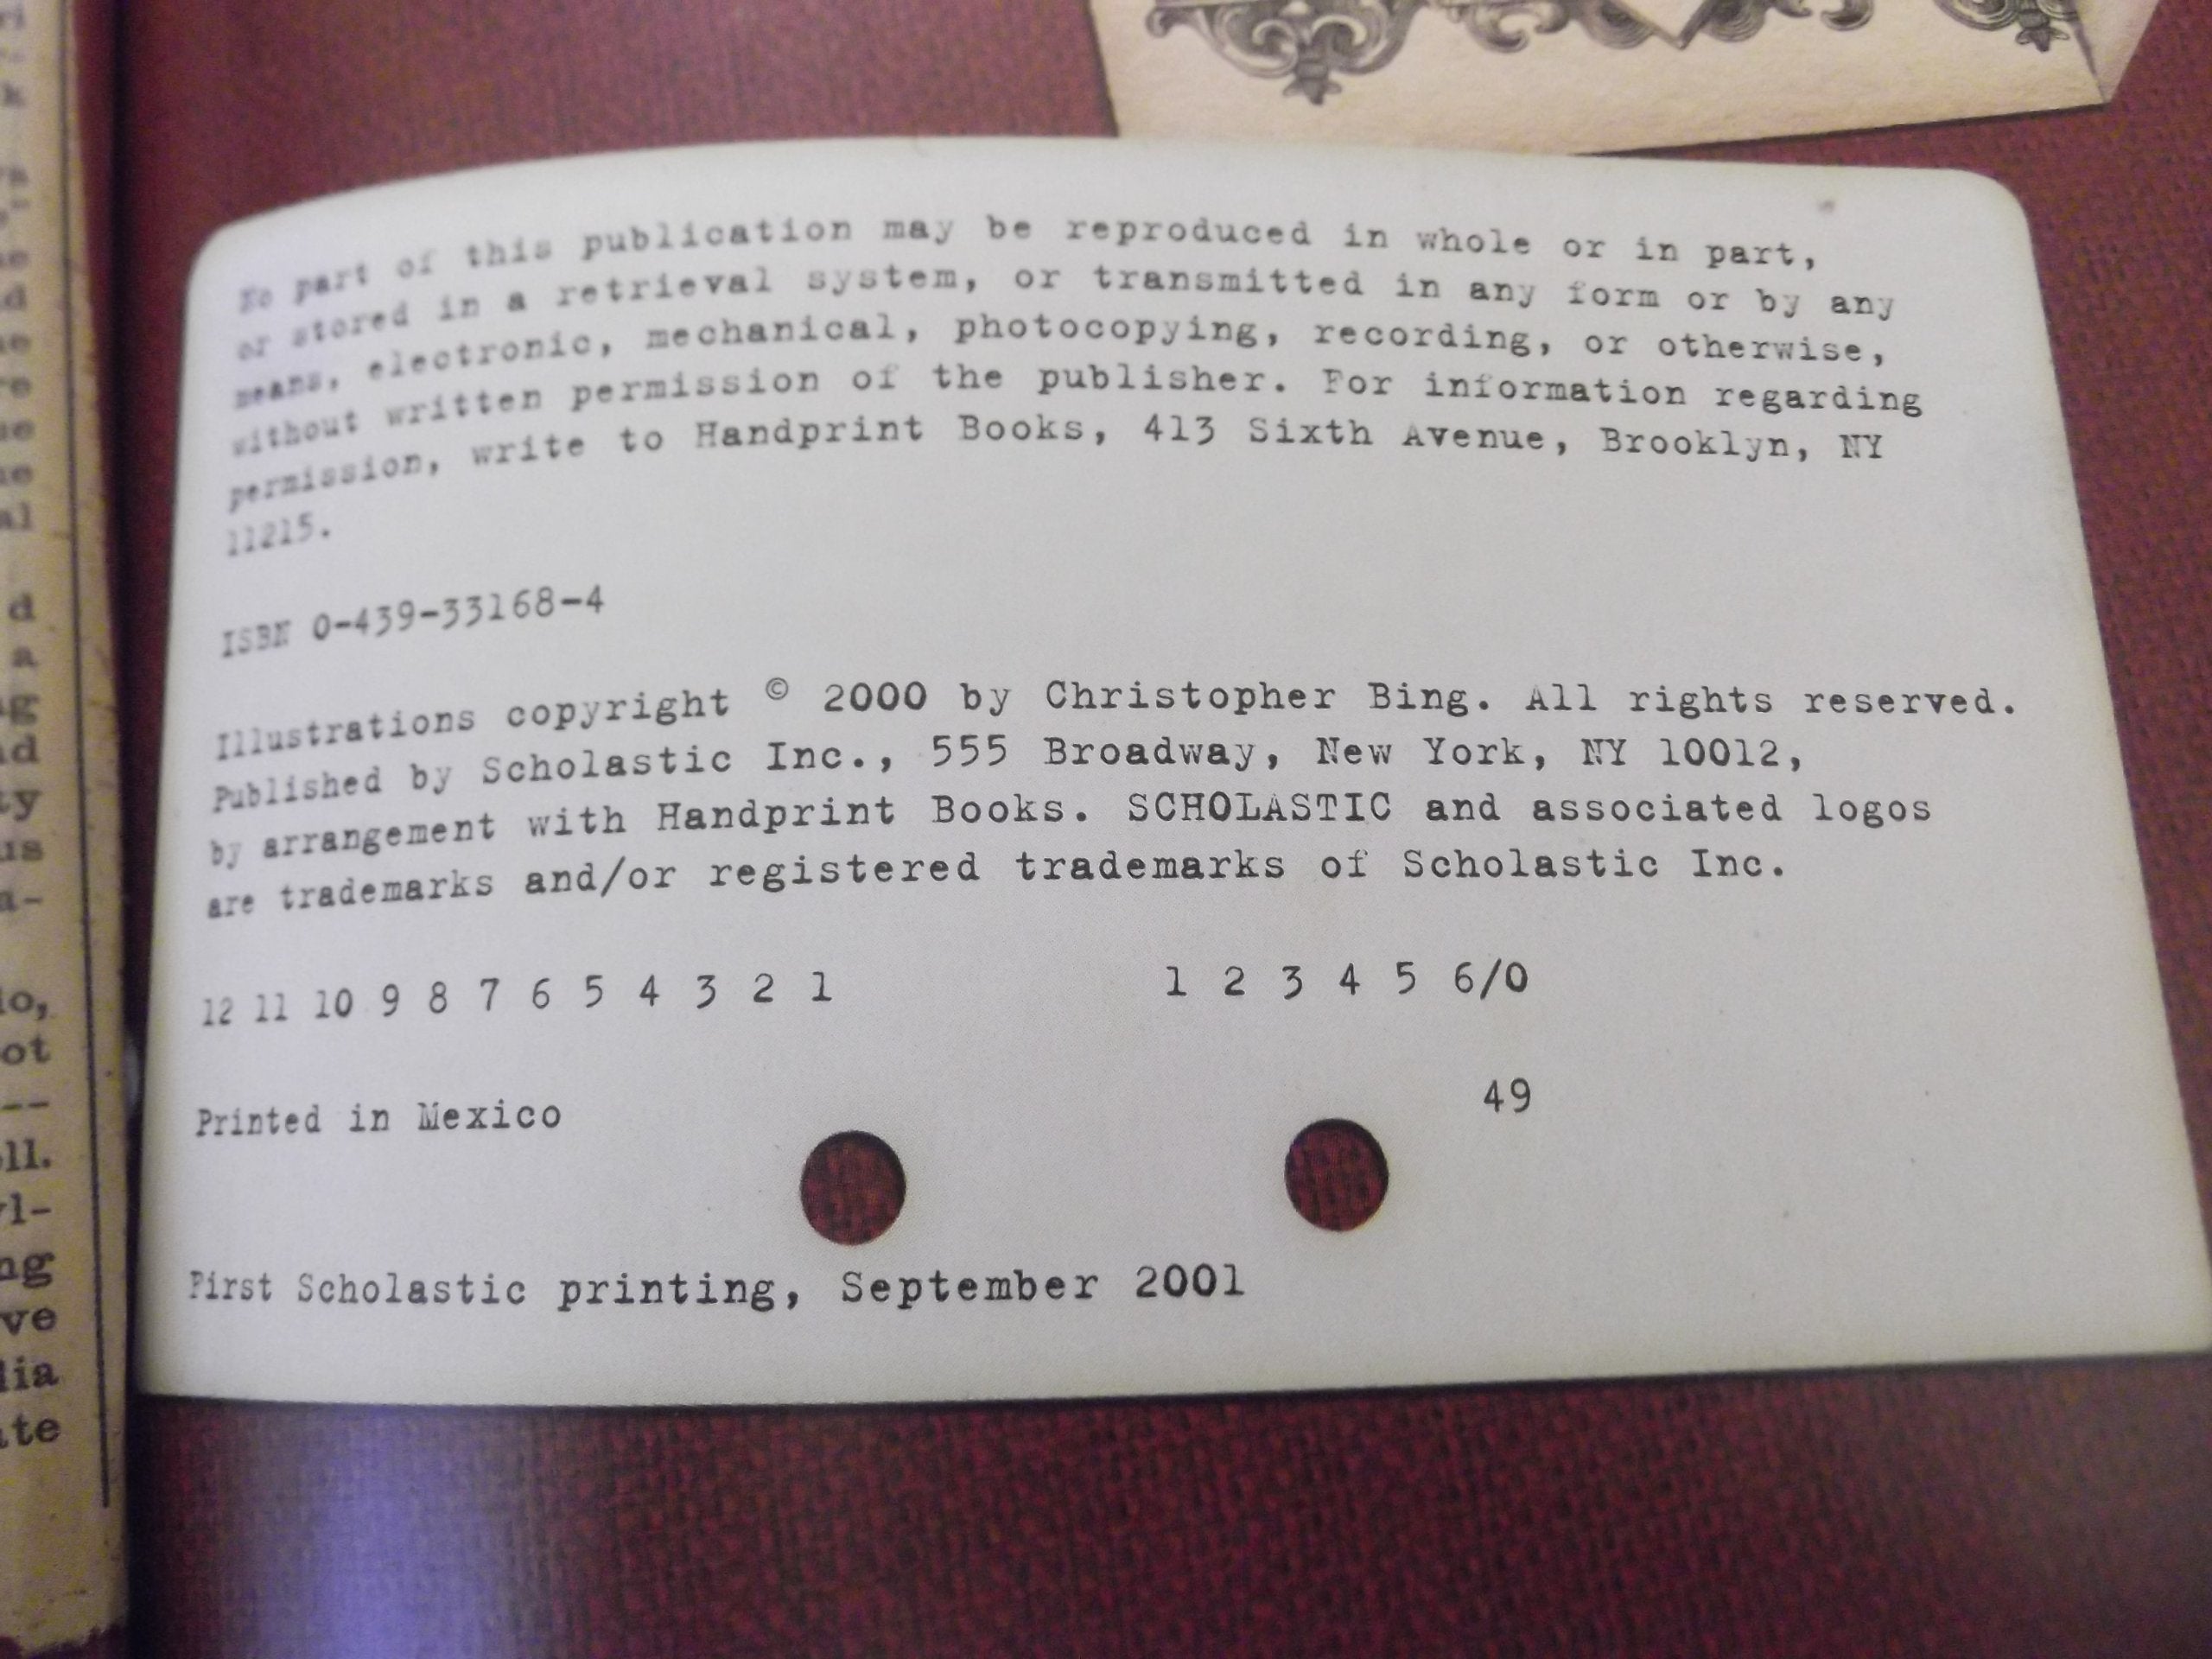 No part of this publication may be reproduced in whole or in part,
or stored in a retrieval system, or transmitted in any form or by any
means, electronic, mechanical, photocopying, recording, or otherwise,
without written permission of the publisher. For information regarding
permission, write to Handprint Books, 413 Sixth Avenue, Brooklyn, NY
11215.
ISBN 0-439-33168-4
Illustrations copyright © 2000 by Christopher Bing. All rights reserved.
Published by Scholastic Inc., 555 Broadway, New York, NY 10012,
by arrangement with Handprint Books. SCHOLASTIC and associated logos
are trademarks and/or registered trademarks of Scholastic Inc.
12 11 10 9 8 7 6 5 4 3 2 1 1 2 3 4 5 6/0
49
Printed in Mexico
First Scholastic printing, September 2001